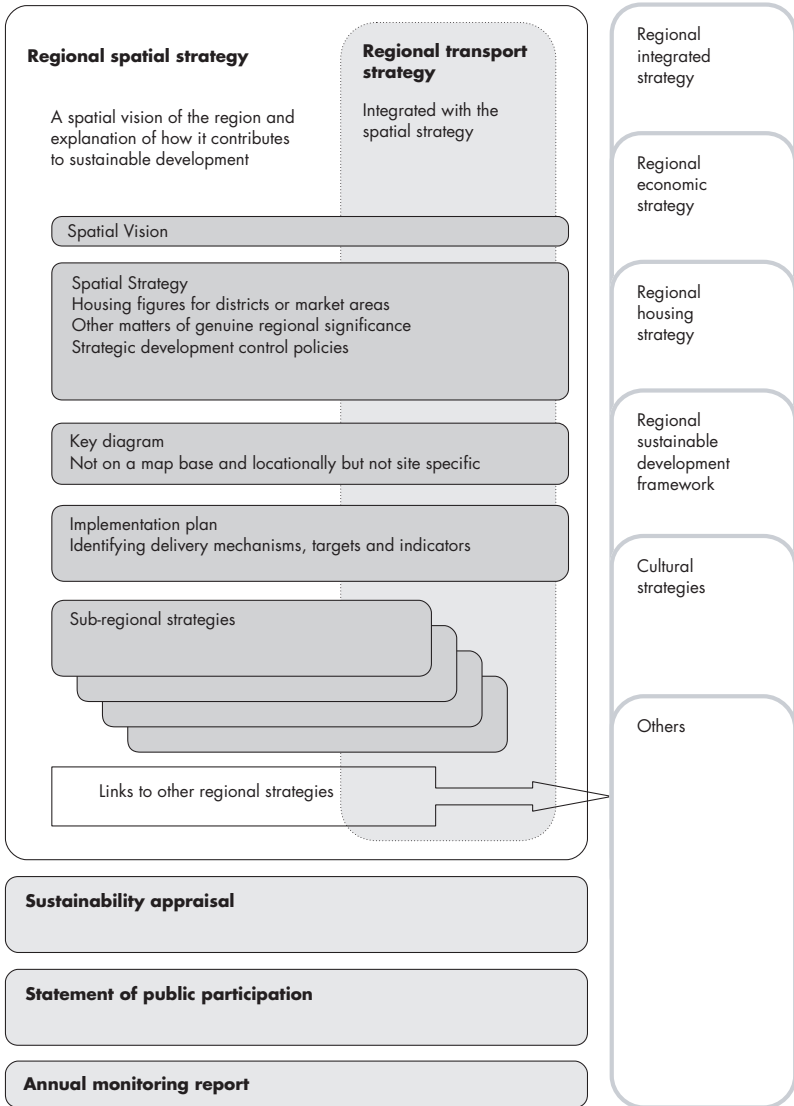 Regional spatial strategy
A spatial vision of the region and
explanation of how it contributes
to sustainable development
Regional transport
strategy
Integrated with the
spatial strategy
Spatial Vision
Spatial Strategy
Housing figures for districts or market areas
Other matters of genuine regional significance
Strategic development control policies
Key diagram
Not on a map base and locationally but not site specific
Implementation plan
Identifying delivery mechanisms, targets and indicators
Sub-regional strategies
Links to other regional strategies
Sustainability appraisal
Statement of public participation
Annual monitoring report
Regional
integrated
strategy
Regional
economic
strategy
Regional
housing
strategy
Regional
sustainable
development
framework
Cultural
strategies
Others